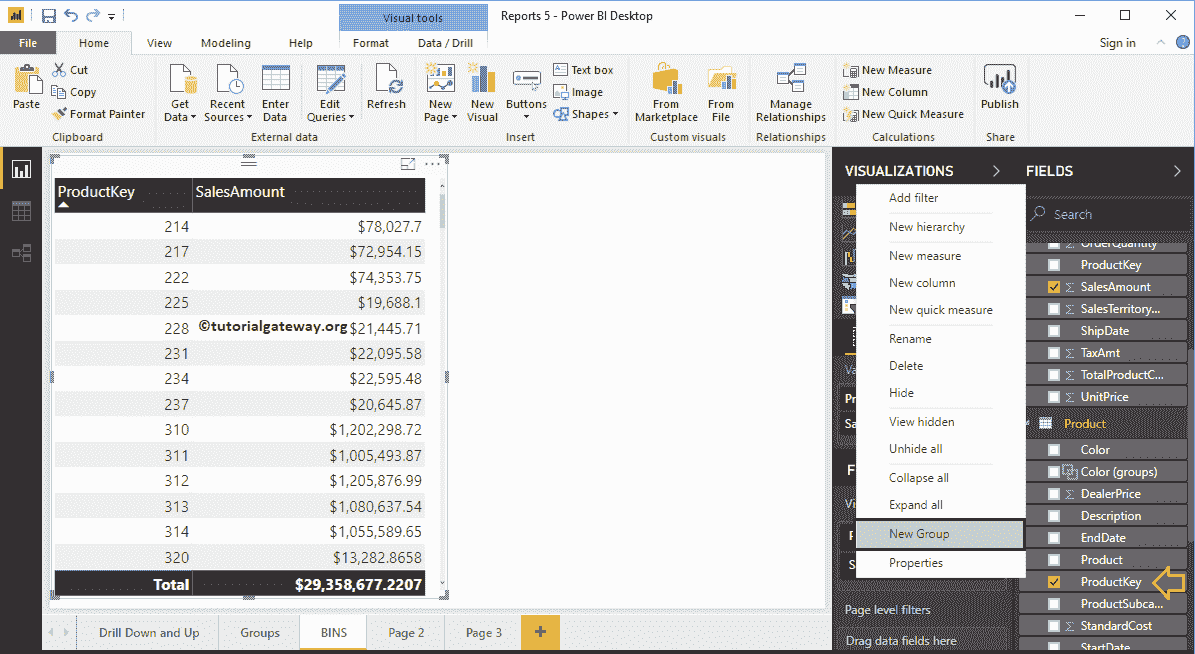 Visual tools
Reports 5 - Power BI Desktop
File
Home
View
Modeling
Help
Format
Data / Drill
Sign in
Paste
Cut
Copy
Format Painter
Clipboard
Get Data
Recent Sources
Enter Data
Edit Queries
Refresh
External data
New Page
New Visual
Buttons
Text box
Image
Shapes
Insert
From Marketplace
From File
Custom visuals
Manage Relationships
Relationships
New Measure
New Column
New Quick Measure
Calculations
Publish
Share
ProductKey SalesAmount
214 $78,027.7
217 $72,954.15
222 $74,353.75
225 $19,688.1
228 $21,445.71
©tutorialgateway.org
231 $22,095.58
234 $22,595.48
237 $20,645.87
310 $1,202,298.72
311 $1,005,493.87
312 $1,205,876.99
313 $1,080,637.54
314 $1,055,589.65
320 $13,282.8658
Total $29,358,677.2207
Drill Down and Up
Groups
BINS
Page 2
Page 3
+
VISUALIZATIONS
Add filter
New hierarchy
New measure
New column
New quick measure
Rename
Delete
Hide
View hidden
Unhide all
Collapse all
Expand all
New Group
Properties
Page level filters
Drag data fields here
FIELDS
Search
OrderQuantity
ProductKey
Σ SalesAmount
Σ SalesTerritory...
ShipDate
Σ TaxAmt
Σ TotalProductC...
Σ UnitPrice
Product
Color
Color (groups)
Σ DealerPrice
Description
EndDate
Product
ProductKey
ProductSubca...
Σ StandardCost
StartDate